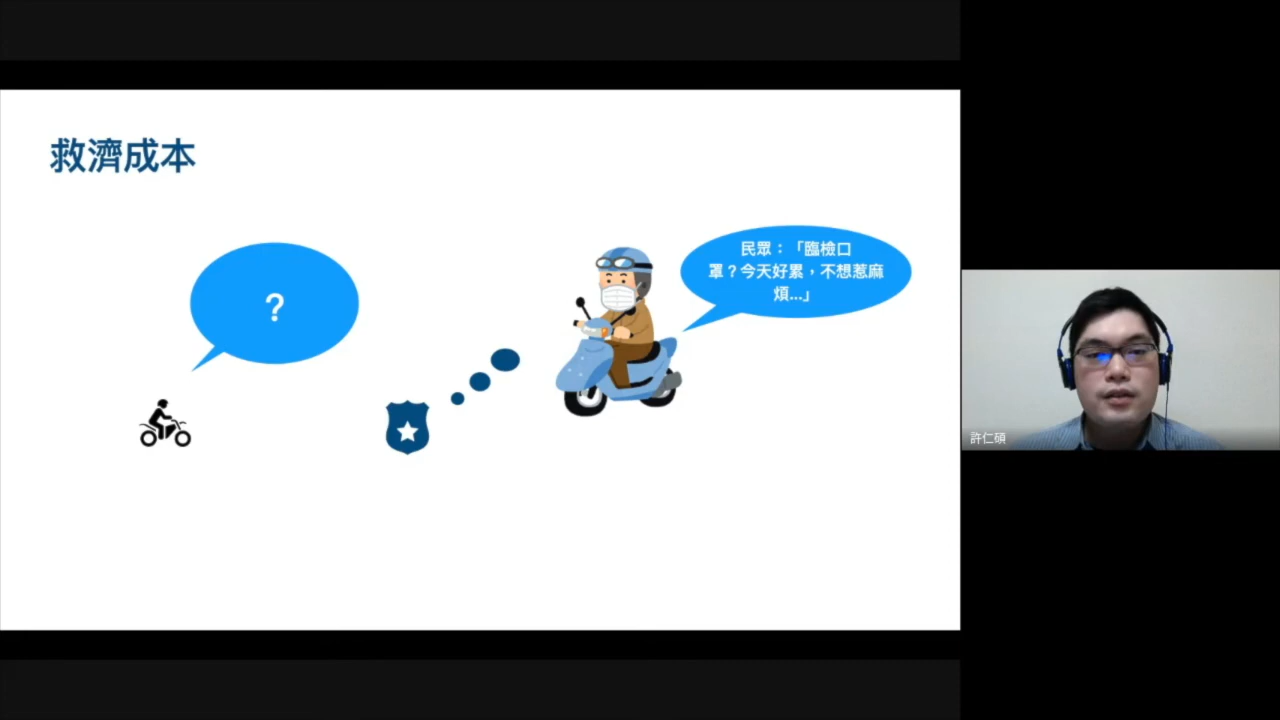 救濟成本
?
民眾：「臨檢口
罩？今天好累，不想惹麻
煩...」
許仁碩